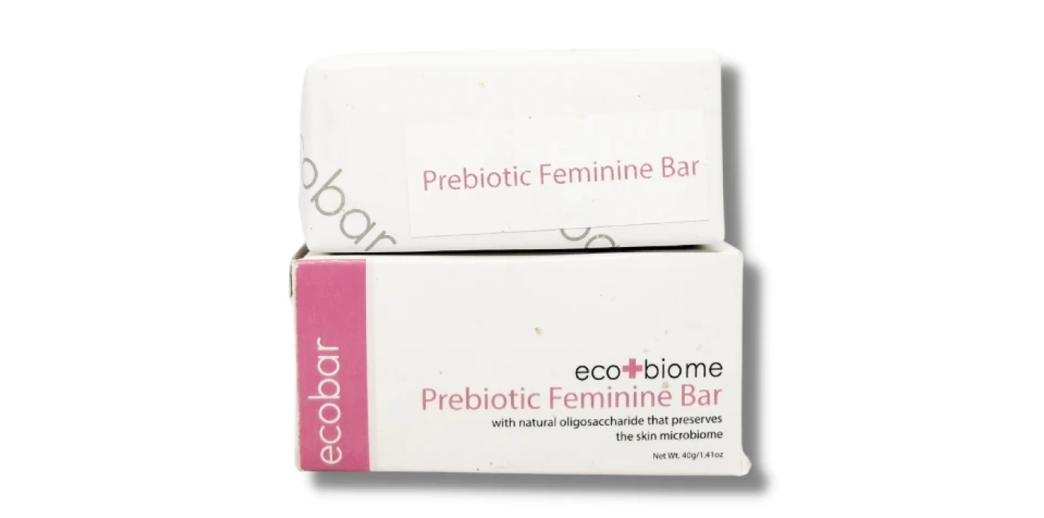 Prebiotic Feminine Bar
obar
ecobar
eco+biome
Prebiotic Feminine Bar
with natural oligosaccharide that preserves
the skin microbiome
Net Wt. 40g/1.41oz